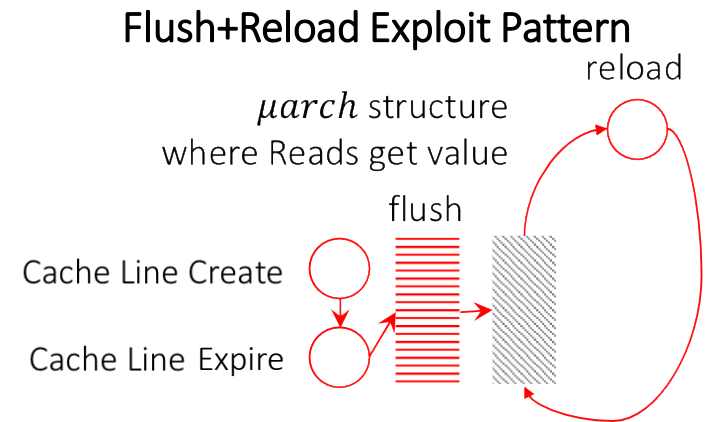 Flush+Reload Exploit Pattern
reload
μarch structure
where Reads get value
flush
Cache Line Create
Cache Line Expire